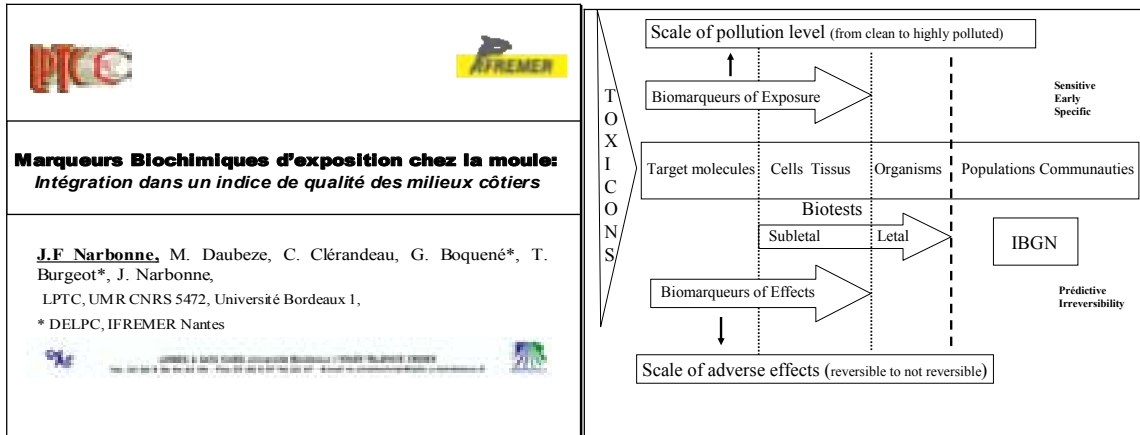 LPTC
IFREMER
Marqueurs Biochimiques d'exposition chez la moule:
Intégration dans un indice de qualité des milieux côtiers
J.F Narbonne, M. Daubeze, C. Clérandeau, G. Boquené*, T.
Burgeot*, J. Narbonne,
LPTC, UMR CNRS 5472, Université Bordeaux 1,
* DELPC, IFREMER Nantes
TOXICONS
Scale of pollution level (from clean to highly polluted)
Biomarqueurs of Exposure
Sensitive
Early
Specific
Target molecules Cells Tissus Organisms Populations Communauties
Biotests
Subletal Letal
IBGN
Biomarqueurs of Effects
Prédictive
Irreversibility
Scale of adverse effects (reversible to not reversible)